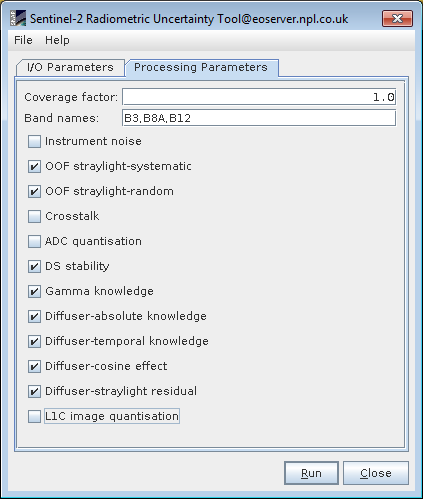 Sentinel-2 Radiometric Uncertainty Tool@eoserver.npl.co.uk
File Help
I/O Parameters Processing Parameters
Coverage factor: 1.0
Band names: B3,B8A,B12
Instrument noise
OOF straylight-systematic
OOF straylight-random
Crosstalk
ADC quantisation
DS stability
Gamma knowledge
Diffuser-absolute knowledge
Diffuser-temporal knowledge
Diffuser-cosine effect
Diffuser-straylight residual
L1C image quantisation
Run Close